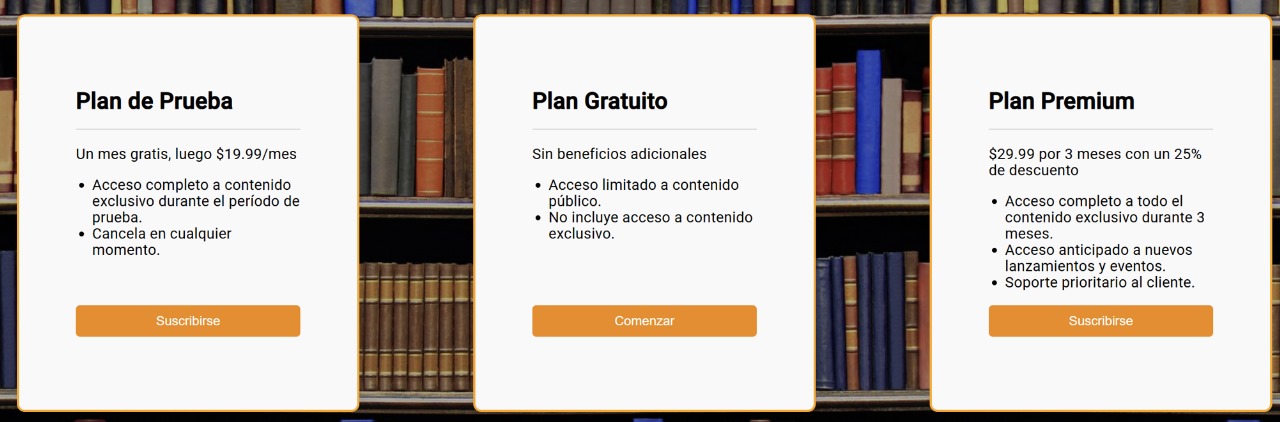 Plan de Prueba
Un mes gratis, luego $19.99/mes
• Acceso completo a contenido
exclusivo durante el período de
prueba.
• Cancela en cualquier
momento.
Suscribirse
Plan Gratuito
Sin beneficios adicionales
• Acceso limitado a contenido
público.
• No incluye acceso a contenido
exclusivo.
Comenzar
Plan Premium
$29.99 por 3 meses con un 25%
de descuento
• Acceso completo a todo el
contenido exclusivo durante 3
meses.
• Acceso anticipado a nuevos
lanzamientos y eventos.
• Soporte prioritario al cliente.
Suscribirse